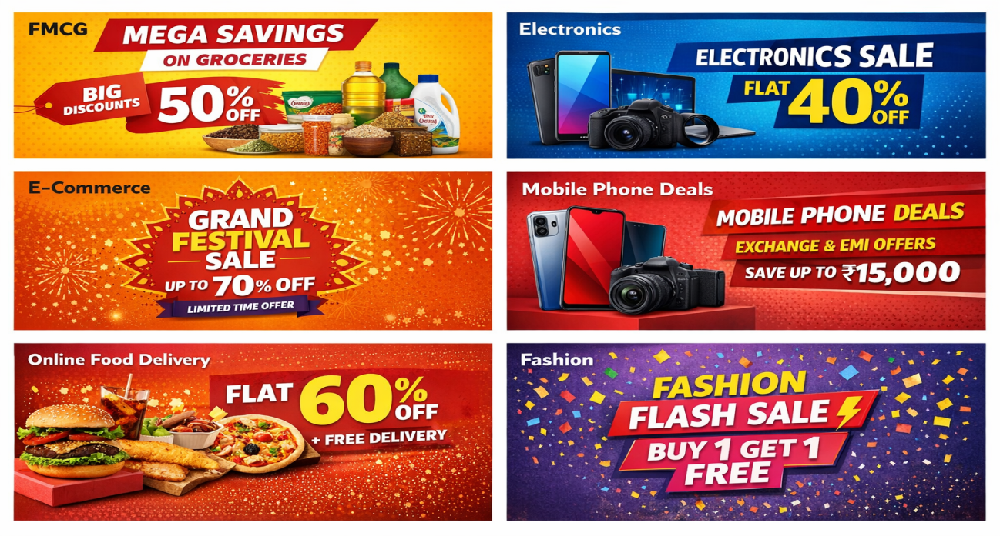 FMCG
MEGA SAVINGS
ON GROCERIES
BIG
DISCOUNTS
50%
OFF
Electronics
ELECTRONICS SALE
FLAT 40%
OFF
E-Commerce
GRAND
FESTIVAL
SALE
UP TO 70% OFF
LIMITED TIME OFFER
Mobile Phone Deals
MOBILE PHONE DEALS
EXCHANGE & EMI OFFERS
SAVE UP TO ₹15,000
Online Food Delivery
FLAT 60%
OFF
+ FREE DELIVERY
Fashion
FASHION
FLASH SALE
BUY 1 GET 1
FREE